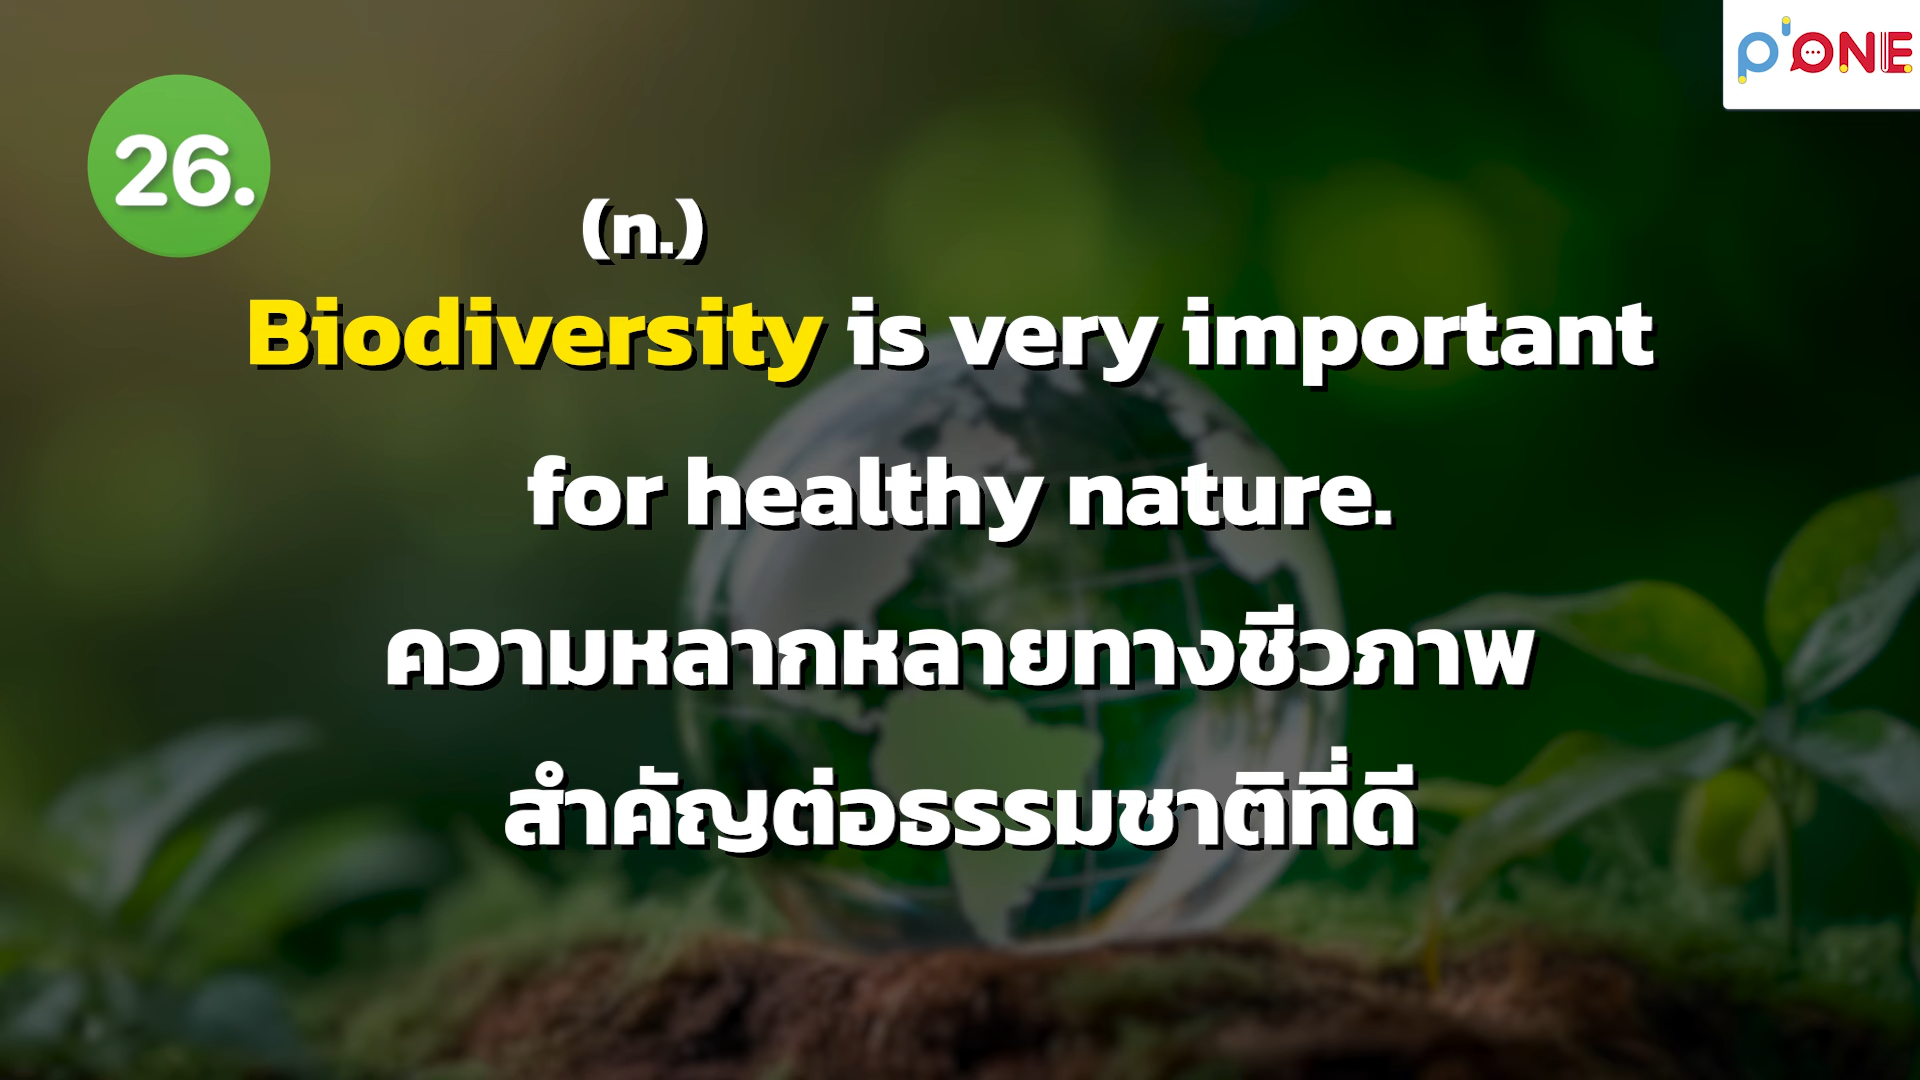 P'ONE
26.
(n.)
Biodiversity is very important
for healthy nature.
ความหลากหลายทางชีวภาพ
สำคัญต่อธรรมชาติที่ดี